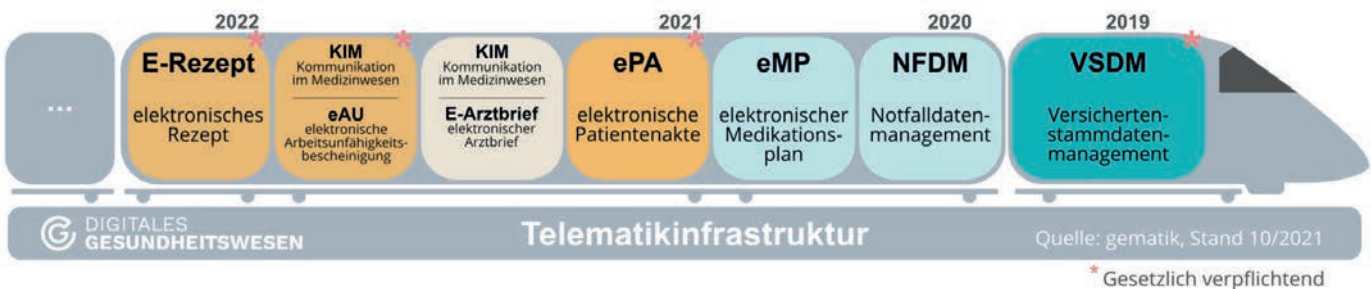 2022
2021
2020
2019
...
E-Rezept *
elektronisches
Rezept
KIM *
Kommunikation
im Medizinwesen
eAU
elektronische
Arbeitsunfähigkeits-
bescheinigung
KIM
Kommunikation
im Medizinwesen
E-Arztbrief
elektronischer
Arztbrief
ePA *
elektronische
Patientenakte
eMP
elektronischer
Medikations-
plan
NFDM
Notfalldaten-
management
VSDM *
Versicherten-
stammdaten-
management
DIGITALES
GESUNDHEITSWESEN
Telematikinfrastruktur
Quelle: gematik, Stand 10/2021
* Gesetzlich verpflichtend